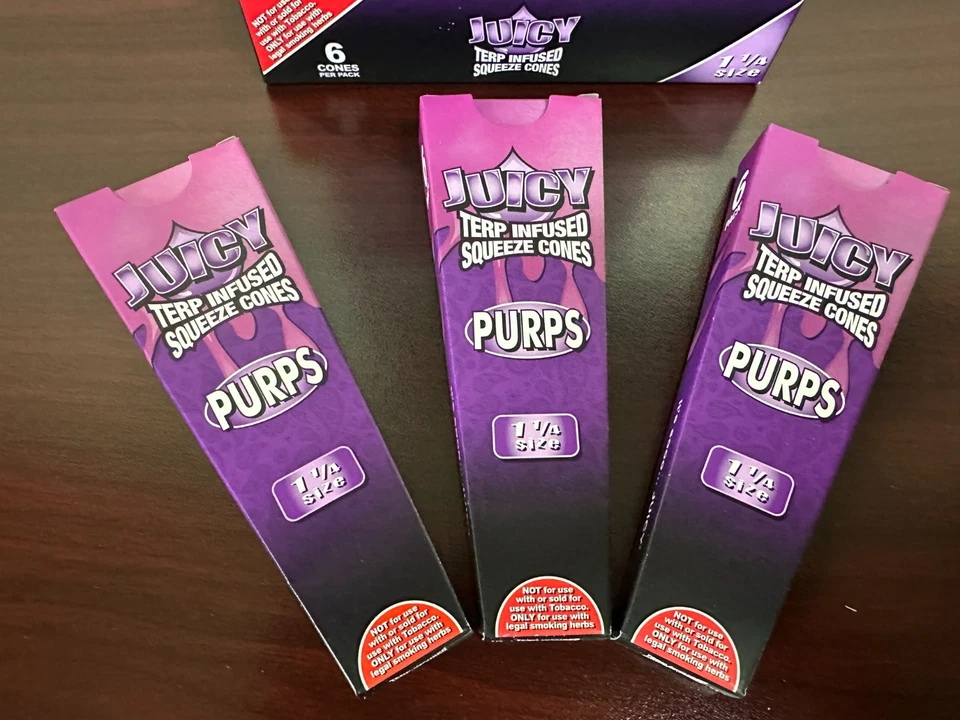 NOT for use
with or sold for
use with Tobacco.
ONLY for use with
legal smoking herbs
6
CONES
PER PACK
JUICY
TERP INFUSED
SQUEEZE CONES
1 1/4
size
JUICY
TERP INFUSED
SQUEEZE CONES
PURPS
1 1/4
size
NOT for use
with or sold for
use with Tobacco.
ONLY for use with
legal smoking herbs
JUICY
TERP INFUSED
SQUEEZE CONES
PURPS
1 1/4
size
NOT for use
with or sold for
use with Tobacco.
ONLY for use with
legal smoking herbs
6
JUICY
TERP INFUSED
SQUEEZE CONES
PURPS
1 1/4
size
NOT for use
with or sold for
use with Tobacco.
ONLY for use with
legal smoking herbs